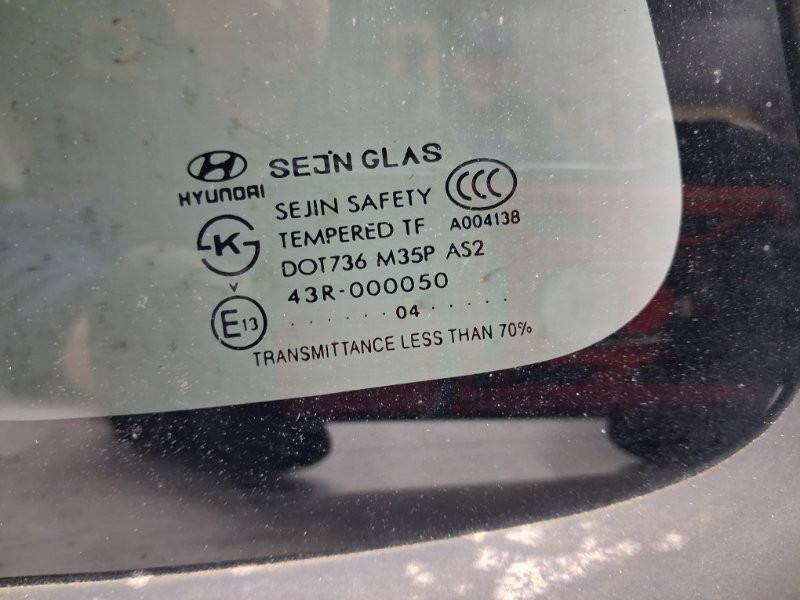 SEJIN GLAS
HYUNDAI
CCC
SEJIN SAFETY
K
TEMPERED TF A004138
DOT736 M35P AS2
V
43R-000050
E13
. . . . . . 04 . . . . . .
TRANSMITTANCE LESS THAN 70%